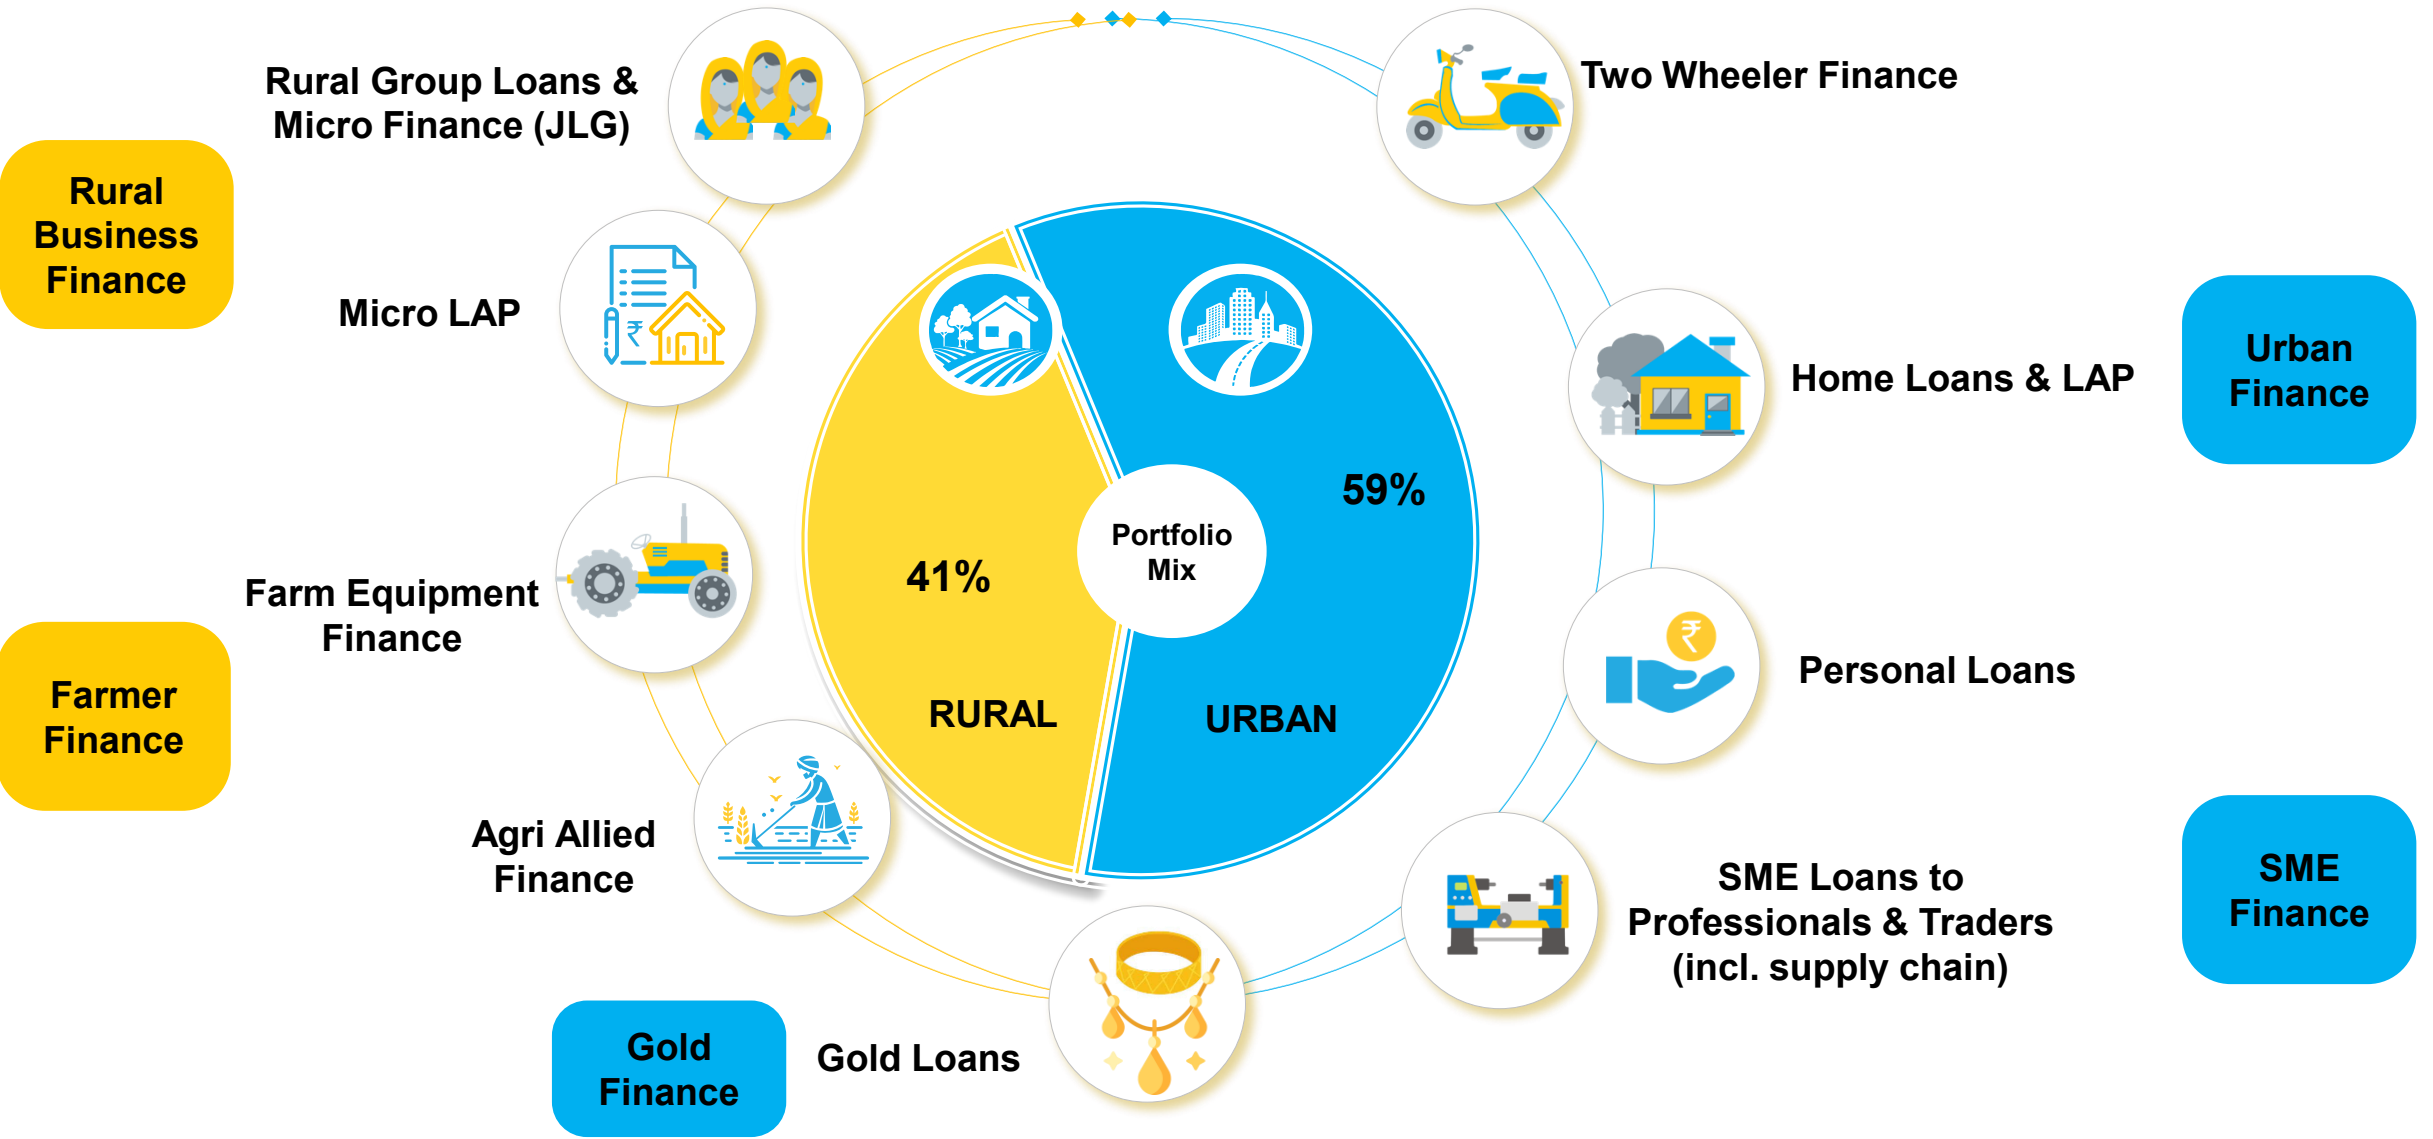 Rural Group Loans &
Micro Finance (JLG)
Two Wheeler Finance
Rural
Business
Finance
Micro LAP
₹
Home Loans & LAP
Urban
Finance
59%
Portfolio
Mix
41%
Farm Equipment
Finance
₹
Personal Loans
Farmer
Finance
RURAL
URBAN
Agri Allied
Finance
SME Loans to
Professionals & Traders
(incl. supply chain)
SME
Finance
Gold
Finance
Gold Loans